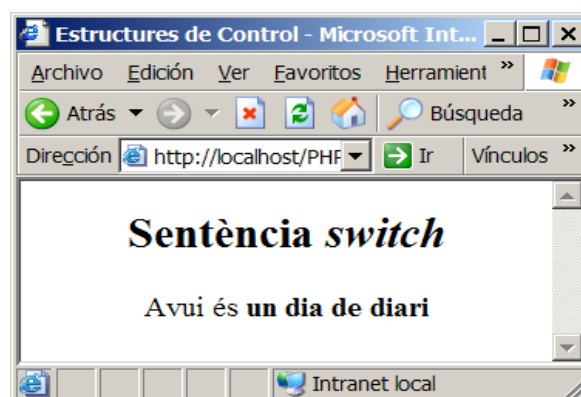 Estructures de Control - Microsoft Int...
Archivo Edición Ver Favoritos Herramient »
Atrás Búsqueda »
Dirección http://localhost/PHF Ir Vínculos »
Sentència switch
Avui és un dia de diari
Intranet local